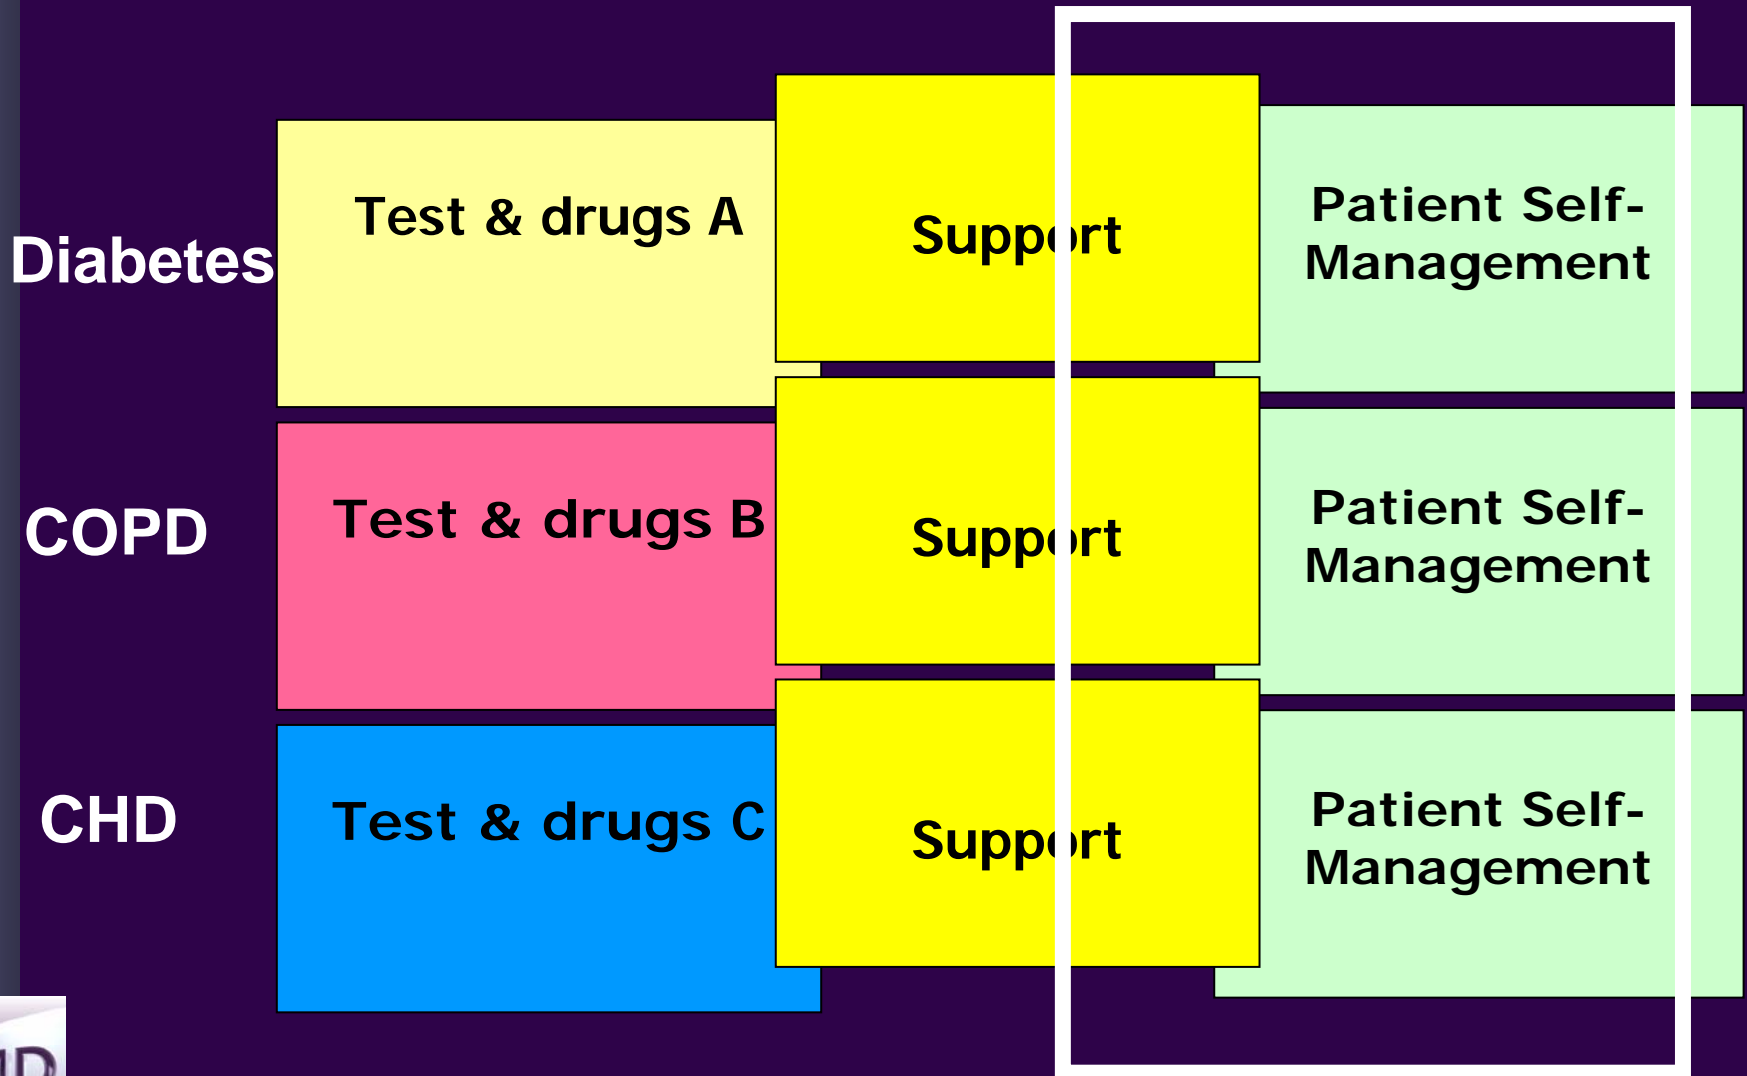 Diabetes
Test & drugs A
Support
Patient Self-
Management
COPD
Test & drugs B
Support
Patient Self-
Management
CHD
Test & drugs C
Support
Patient Self-
Management